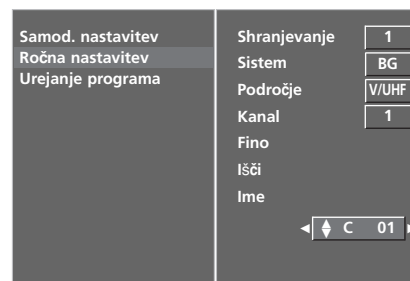 Samod. nastavitev
Ročna nastavitev
Urejanje programa
Shranjevanje 1
Sistem BG
Področje V/UHF
Kanal 1
Fino
Išči
Ime
C 01